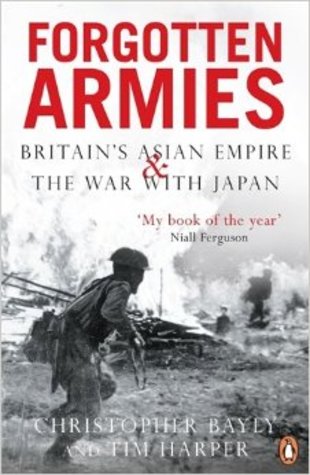 FORGOTTEN
ARMIES
BRITAIN'S ASIAN EMPIRE
&
THE WAR WITH JAPAN
'My book of the year'
Niall Ferguson
CHRISTOPHER BAYLY
AND TIM HARPER